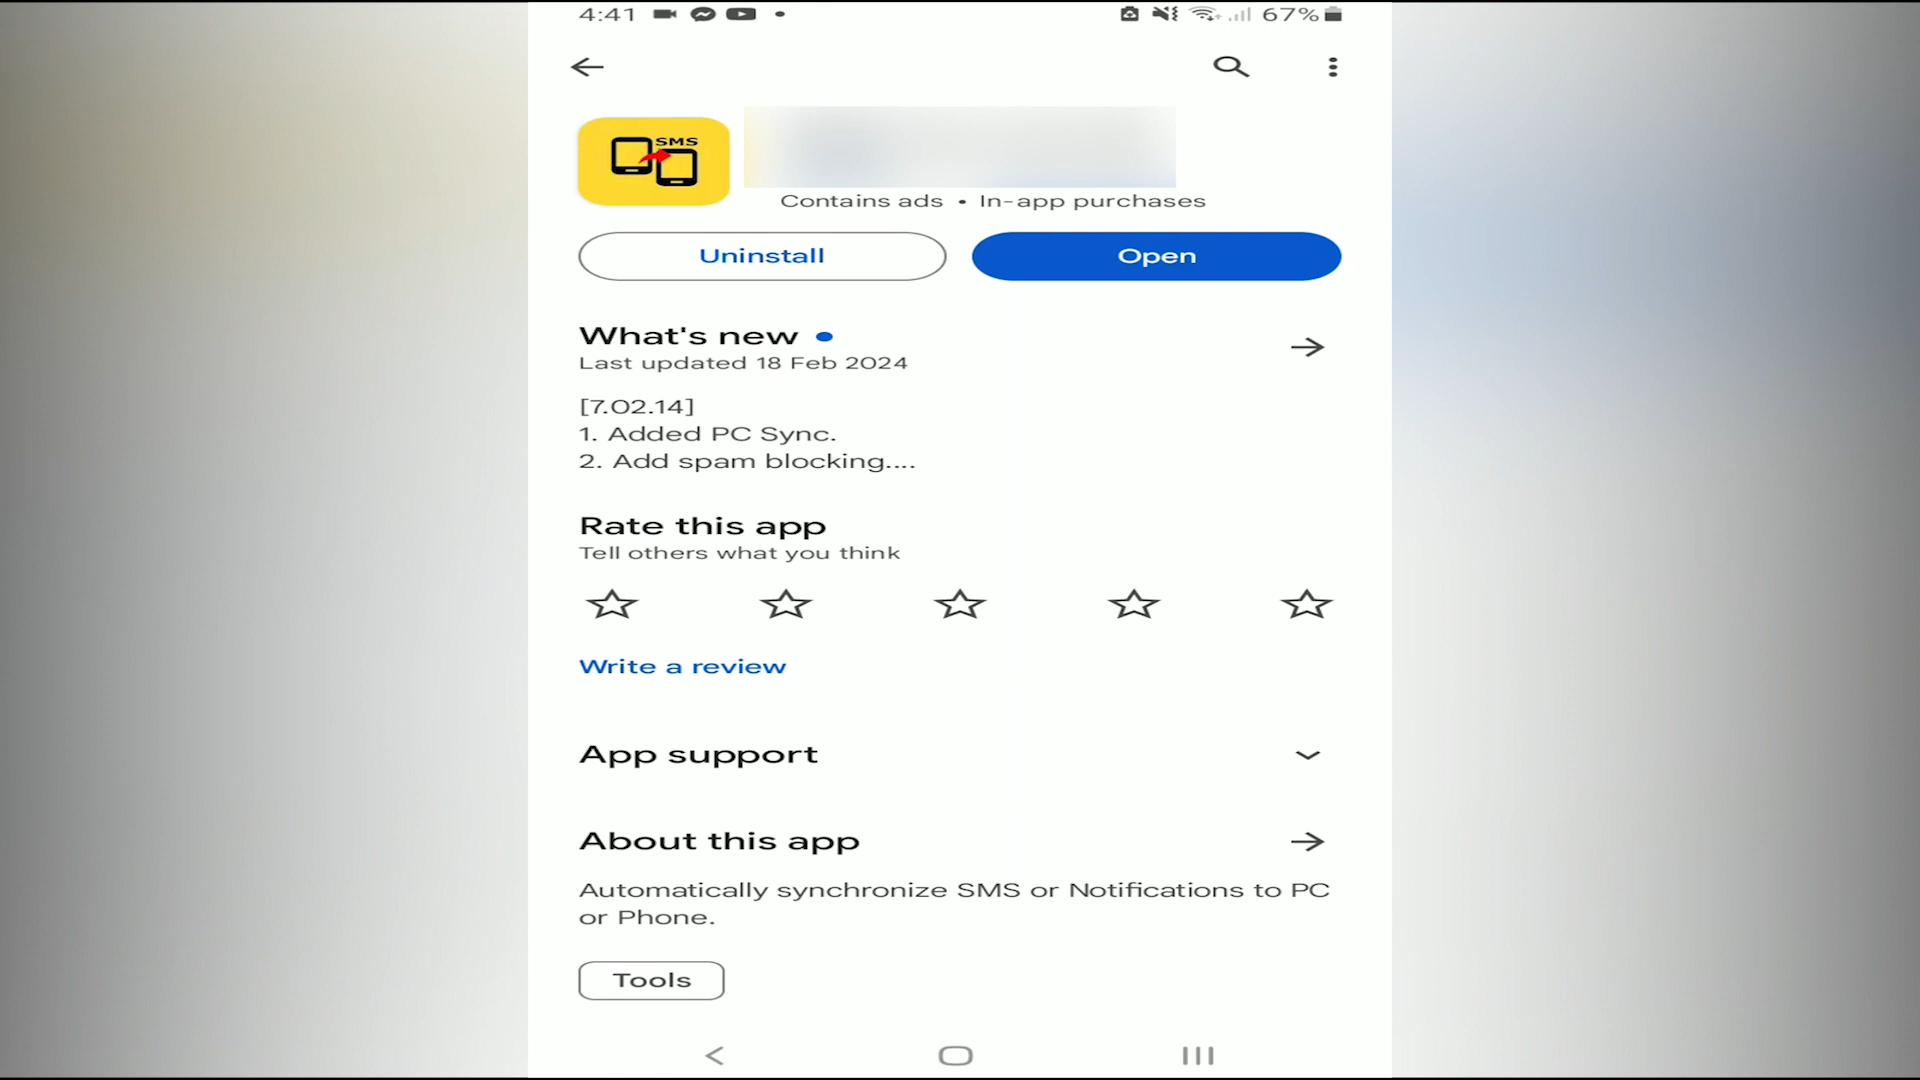 4:41
67%
SMS
Contains ads • In-app purchases
Uninstall
Open
What's new
Last updated 18 Feb 2024
[7.02.14]
1. Added PC Sync.
2. Add spam blocking....
Rate this app
Tell others what you think
Write a review
App support
About this app
Automatically synchronize SMS or Notifications to PC
or Phone.
Tools